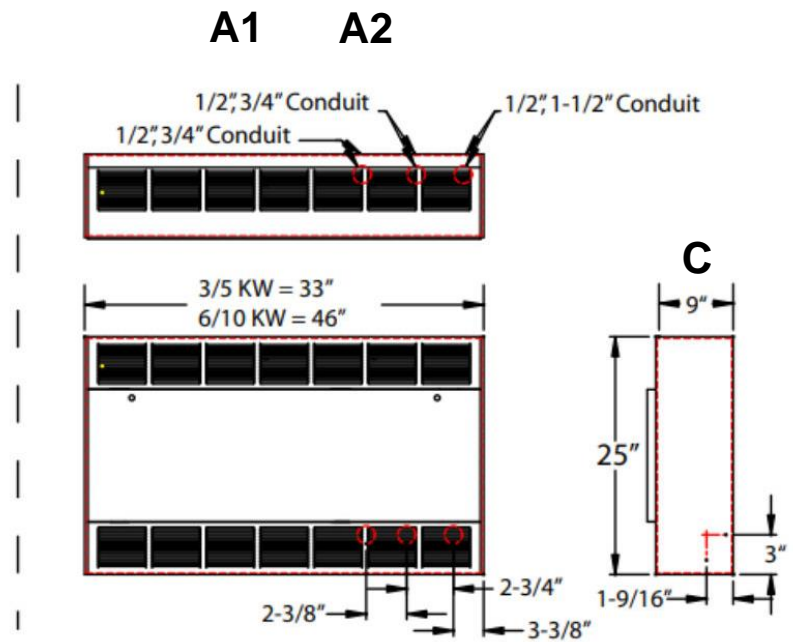 A1 A2
1/2",3/4" Conduit
1/2",1-1/2" Conduit
1/2",3/4" Conduit
C
3/5 KW = 33"
6/10 KW = 46"
9"
25"
3"
2-3/4"
1-9/16"
2-3/8"
3-3/8"